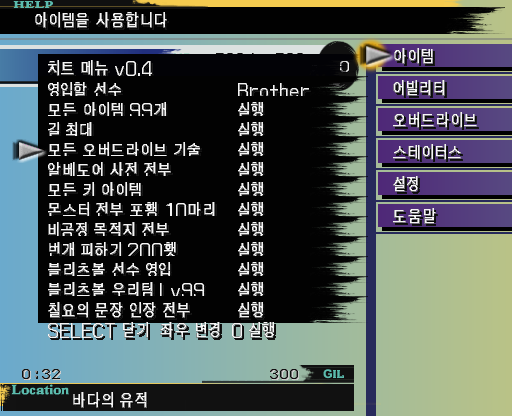 HELP
아이템을 사용합니다
치트 메뉴 v0.4
영입할 선수 Brother
모든 아이템 99개 실행
길 최대 실행
모든 오버드라이브 기술 실행
알베도어 사전 전부 실행
모든 키 아이템 실행
몬스터 전부 포획 10마리 실행
비공정 목적지 전부 실행
번개 피하기 200횟 실행
블리츠볼 선수 영입 실행
블리츠볼 우리팀 Lv99 실행
칠요의 문장 인장 전부 실행
SELECT 닫기 좌우 변경 O 실행
아이템
어빌리티
오버드라이브
스테이터스
설정
도움말
0:32
300 GIL
Location
바다의 유적